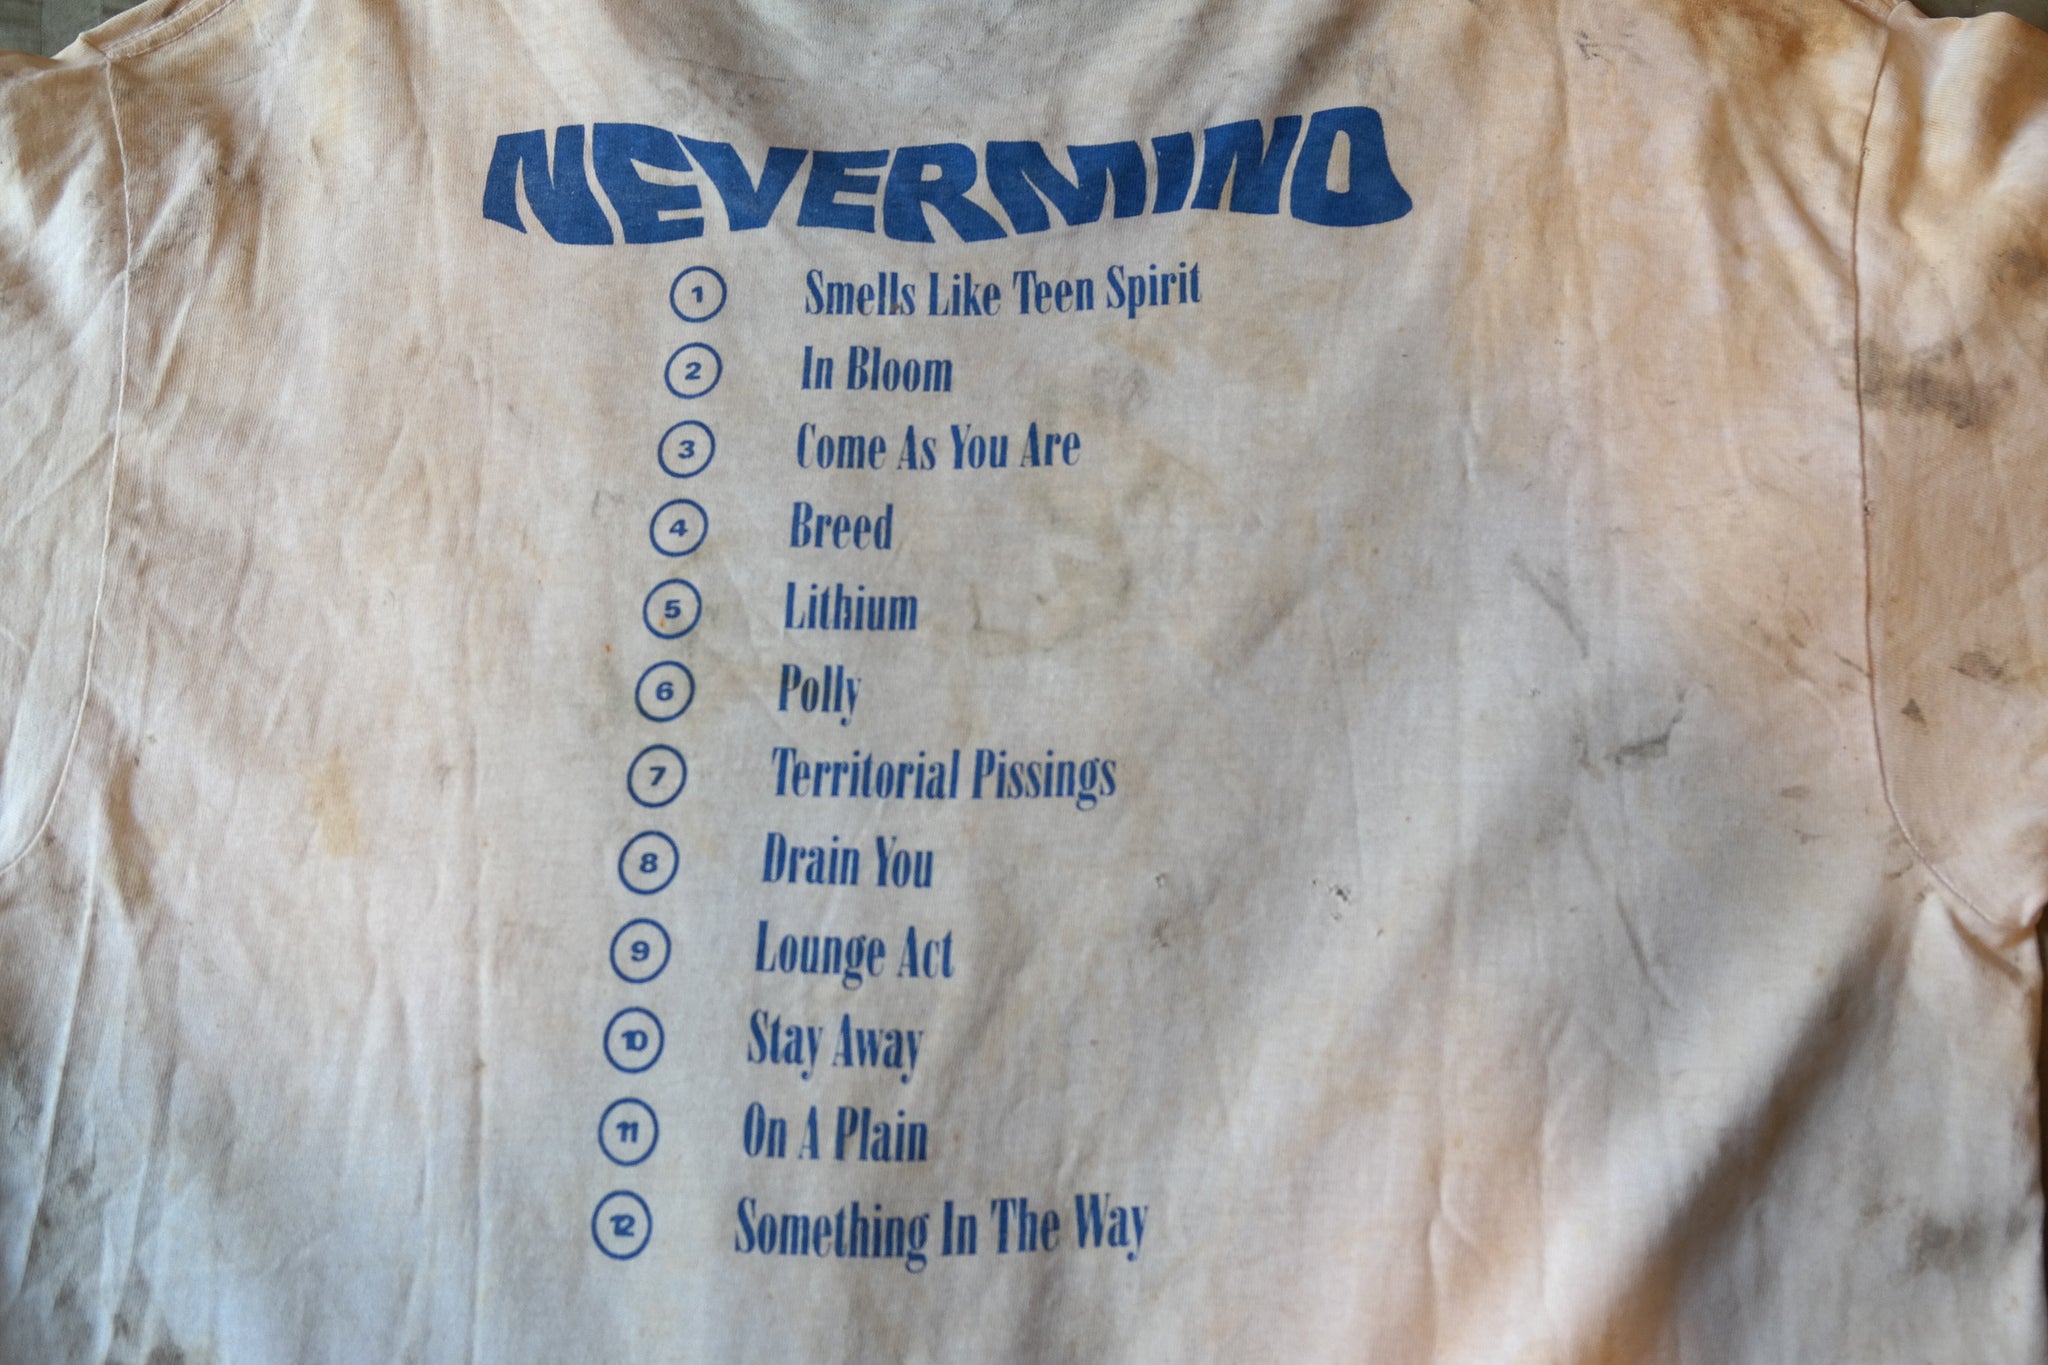 NEVERMIND
1 Smells Like Teen Spirit
2 In Bloom
3 Come As You Are
4 Breed
5 Lithium
6 Polly
7 Territorial Pissings
8 Drain You
9 Lounge Act
10 Stay Away
11 On A Plain
12 Something In The Way